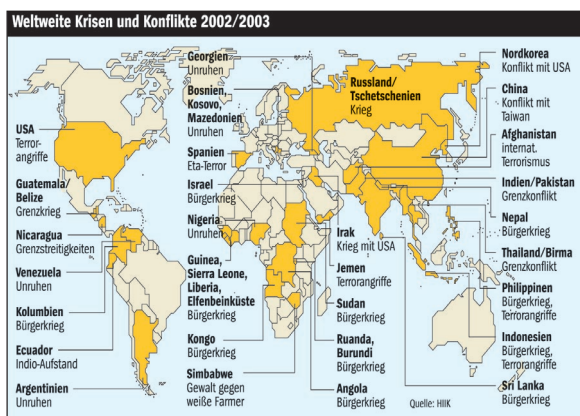 Weltweite Krisen und Konflikte 2002/2003
USA
Terror-
angriffe
Guatemala/
Belize
Grenzkrieg
Nicaragua
Grenzstreitigkeiten
Venezuela
Unruhen
Kolumbien
Bürgerkrieg
Ecuador
Indio-Aufstand
Argentinien
Unruhen
Georgien
Unruhen
Bosnien,
Kosovo,
Mazedonien
Unruhen
Spanien
Eta-Terror
Israel
Bürgerkrieg
Nigeria
Unruhen
Guinea,
Sierra Leone,
Liberia,
Elfenbeinküste
Bürgerkrieg
Kongo
Bürgerkrieg
Simbabwe
Gewalt gegen
weiße Farmer
Russland/
Tschetschenien
Krieg
Irak
Krieg mit USA
Jemen
Terrorangriffe
Sudan
Bürgerkrieg
Ruanda,
Burundi
Bürgerkrieg
Angola
Bürgerkrieg
Nordkorea
Konflikt mit USA
China
Konflikt mit
Taiwan
Afghanistan
internat.
Terrorismus
Indien/Pakistan
Grenzkonflikt
Nepal
Bürgerkrieg
Thailand/Birma
Grenzkonflikt
Philippinen
Bürgerkrieg,
Terrorangriffe
Indonesien
Bürgerkrieg,
Terrorangriffe
Sri Lanka
Bürgerkrieg
Quelle: HIIK